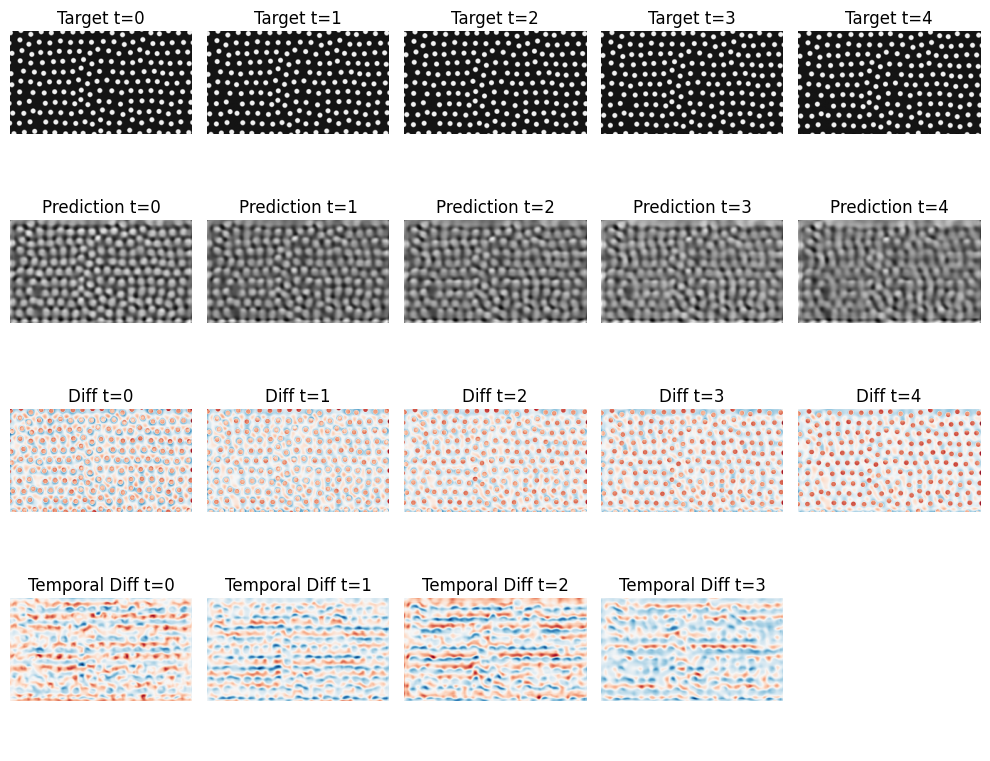 Target t=0 Target t=1 Target t=2 Target t=3 Target t=4
Prediction t=0 Prediction t=1 Prediction t=2 Prediction t=3 Prediction t=4
Diff t=0 Diff t=1 Diff t=2 Diff t=3 Diff t=4
Temporal Diff t=0 Temporal Diff t=1 Temporal Diff t=2 Temporal Diff t=3